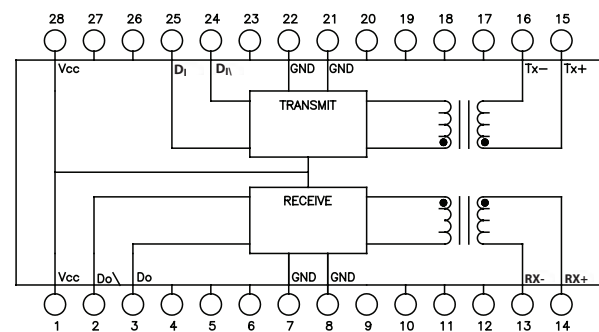 28 27 26 25 24 23 22 21 20 19 18 17 16 15
Vcc DI DI\ GND GND Tx- Tx+
TRANSMIT
RECEIVE
Vcc Do\ Do GND GND RX- RX+
1 2 3 4 5 6 7 8 9 10 11 12 13 14